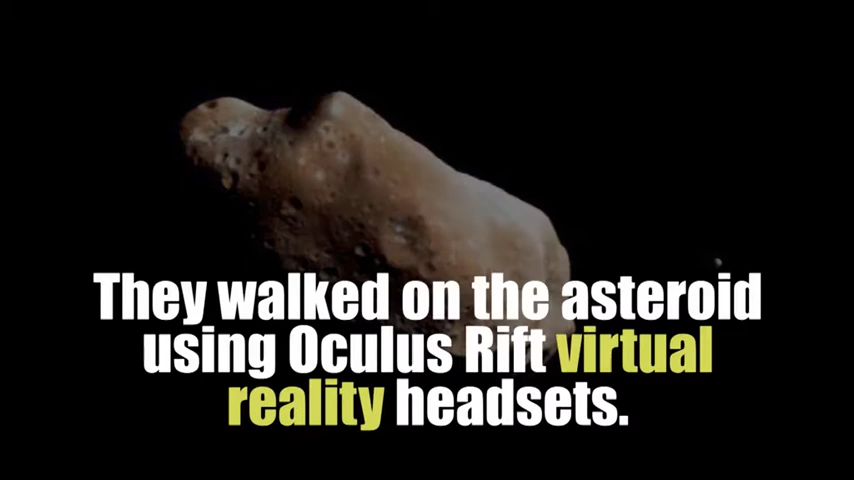 They walked on the asteroid
using Oculus Rift virtual
reality headsets.